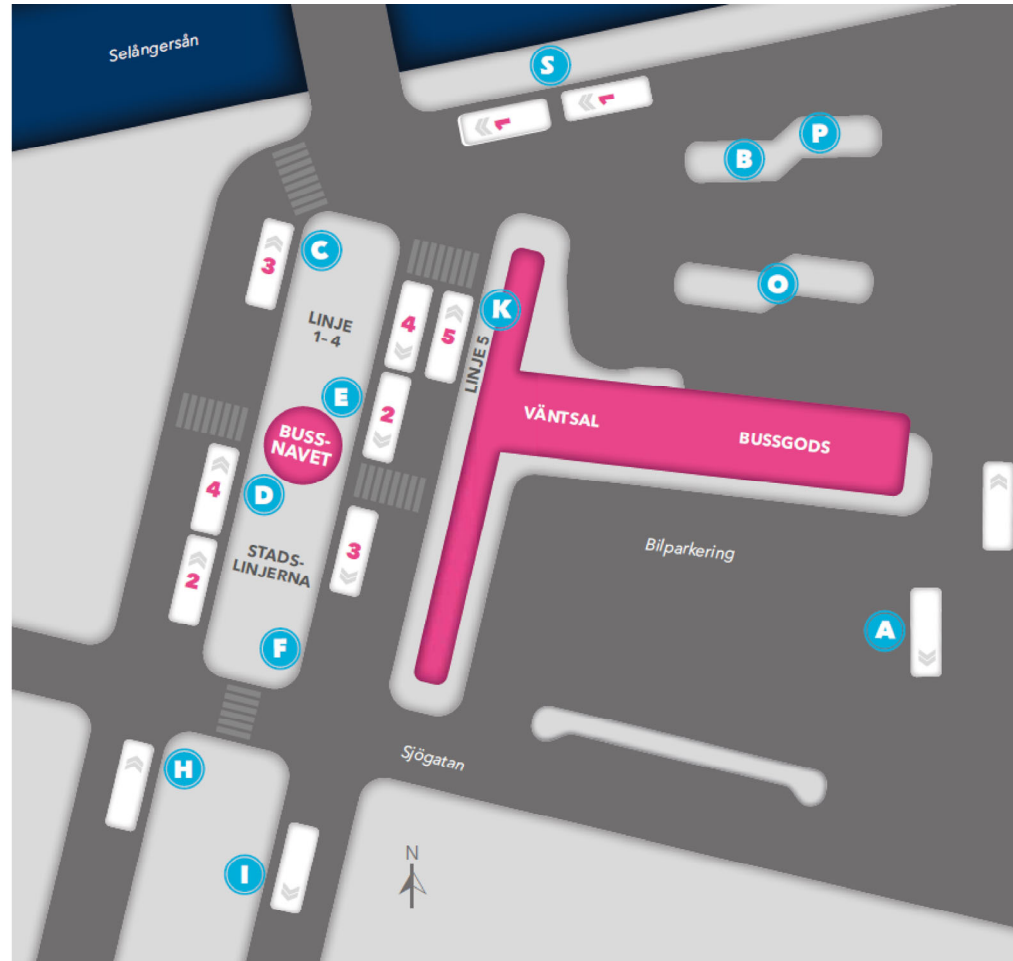 Selångersån
S
1
1
P
B
C
3
LINJE
1-4
4
5
K
LINJE 5
O
E
2
BUSS-
NAVET
VÄNTSAL
BUSSGODS
4
D
3
STADS-
LINJERNA
2
Bilparkering
A
F
H
Sjögatan
I
N